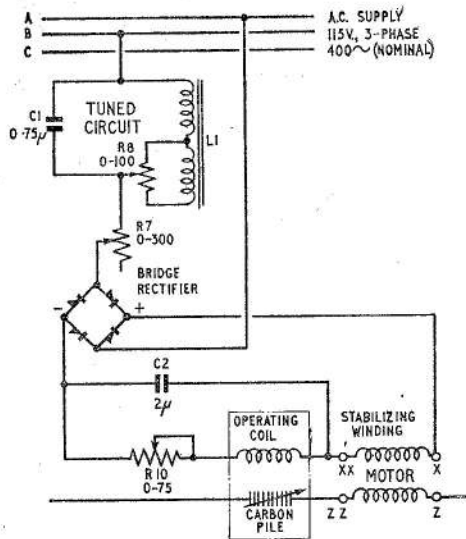 A
B
C
A.C. SUPPLY
115V., 3-PHASE
400~(NOMINAL)
TUNED
CIRCUIT
C1
0·75µ
L1
R8
0-100
R7
0-300
BRIDGE
RECTIFIER
-
+
C2
2µ
OPERATING
COIL
STABILIZING
WINDING
XX
X
MOTOR
R10
0-75
CARBON
PILE
ZZ
Z